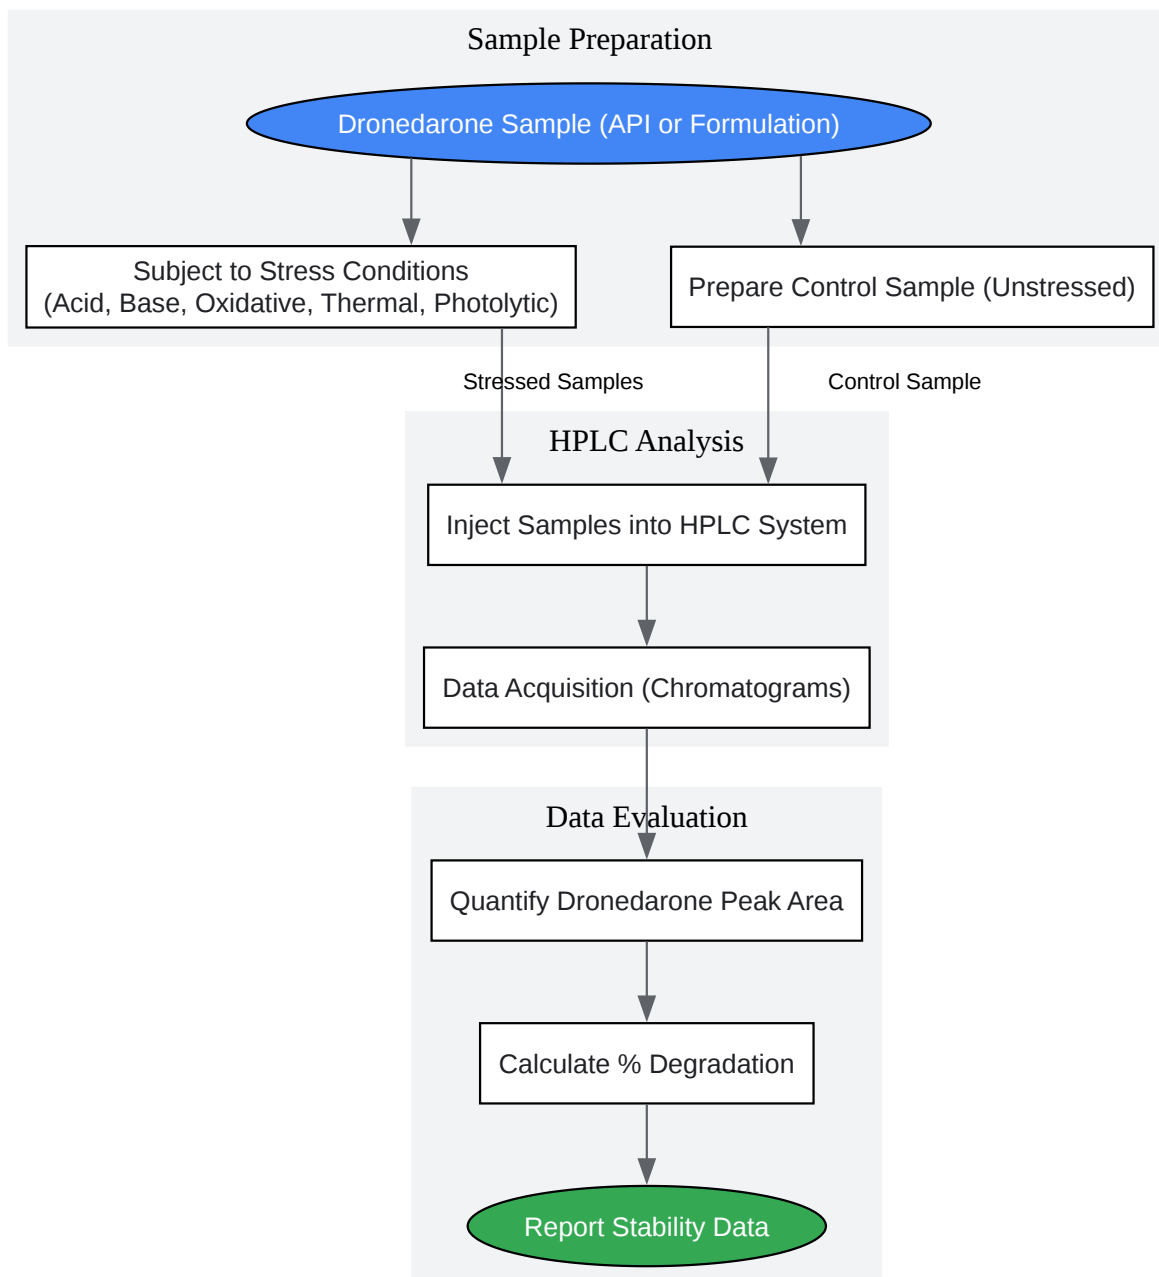 Sample Preparation
Dronedarone Sample (API or Formulation)
Subject to Stress Conditions
(Acid, Base, Oxidative, Thermal, Photolytic)
Prepare Control Sample (Unstressed)
Stressed Samples
Control Sample
HPLC Analysis
Inject Samples into HPLC System
Data Acquisition (Chromatograms)
Data Evaluation
Quantify Dronedarone Peak Area
Calculate % Degradation
Report Stability Data